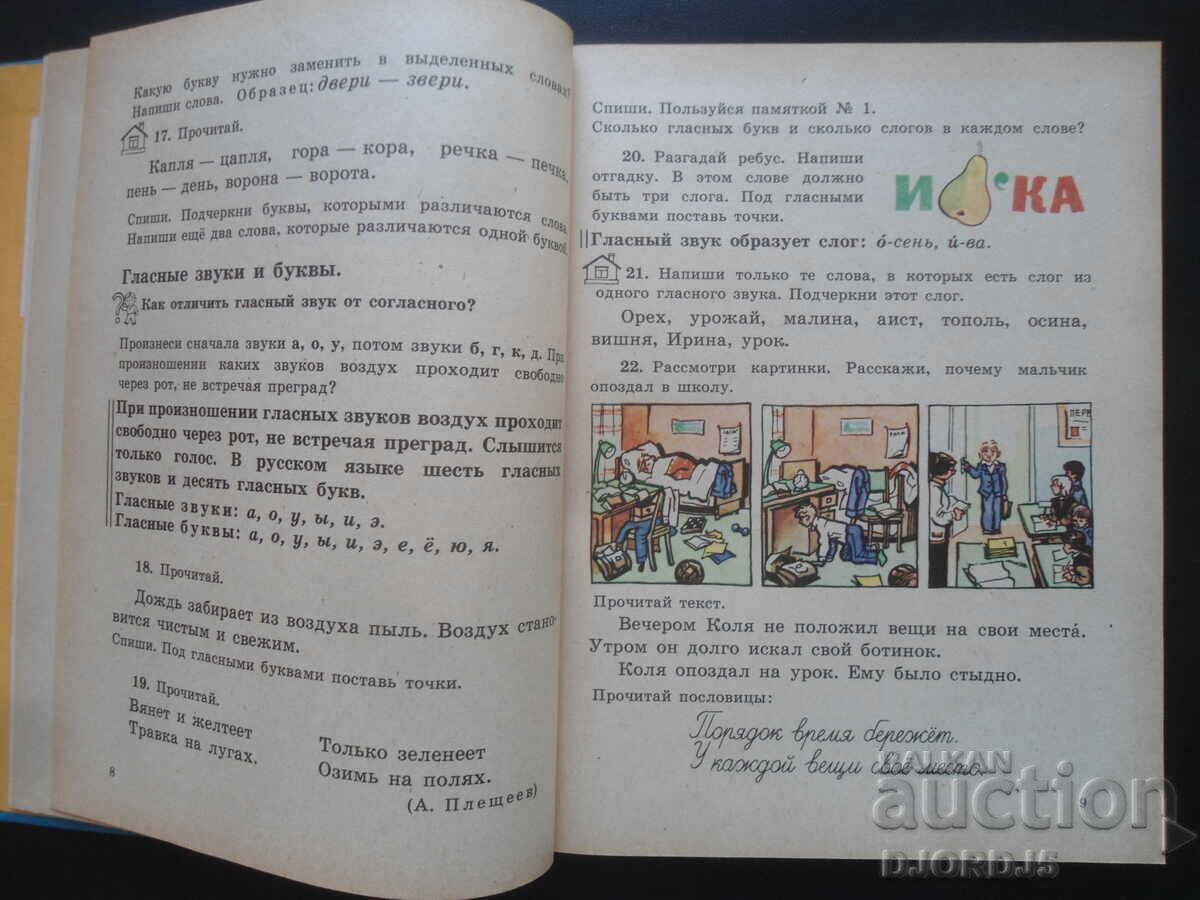 Какую букву нужно заменить в выделенных словах?
Напиши слова. Образец: двери — звери.
17. Прочитай.
Капля — цапля, гора — кора, речка — печка,
пень — день, ворона — ворота.
Спиши. Подчеркни буквы, которыми различаются слова.
Напиши ещё два слова, которые различаются одной буквой.
Гласные звуки и буквы.
Как отличить гласный звук от согласного?
Произнеси сначала звуки а, о, у, потом звуки б, г, к, д. При
произношении каких звуков воздух проходит свободно
через рот, не встречая преград?
При произношении гласных звуков воздух проходит
свободно через рот, не встречая преград. Слышится
только голос. В русском языке шесть гласных
звуков и десять гласных букв.
Гласные звуки: а, о, у, ы, и, э.
Гласные буквы: а, о, у, ы, и, э, е, ё, ю, я.
18. Прочитай.
Дождь забирает из воздуха пыль. Воздух стано-
вится чистым и свежим.
Спиши. Под гласными буквами поставь точки.
19. Прочитай.
Вянет и желтеет
Травка на лугах.
Только зеленеет
Озимь на полях.
(А. Плещеев)
8
Спиши. Пользуйся памяткой № 1.
Сколько гласных букв и сколько слогов в каждом слове?
20. Разгадай ребус. Напиши
отгадку. В этом слове должно
быть три слога. Под гласными
буквами поставь точки.
И ‘КА
Гласный звук образует слог: о́-сень, и́-ва.
21. Напиши только те слова, в которых есть слог из
одного гласного звука. Подчеркни этот слог.
Орех, урожай, малина, аист, тополь, осина,
вишня, Ирина, урок.
22. Рассмотри картинки. Расскажи, почему мальчик
опоздал в школу.
Прочитай текст.
Вечером Коля не положил вещи на свои места́.
Утром он долго искал свой ботинок.
Коля опоздал на урок. Ему было стыдно.
Прочитай пословицы:
Порядок время бережёт.
У каждой вещи своё место.
9
БАЛКАН
auction
DJORDJ5